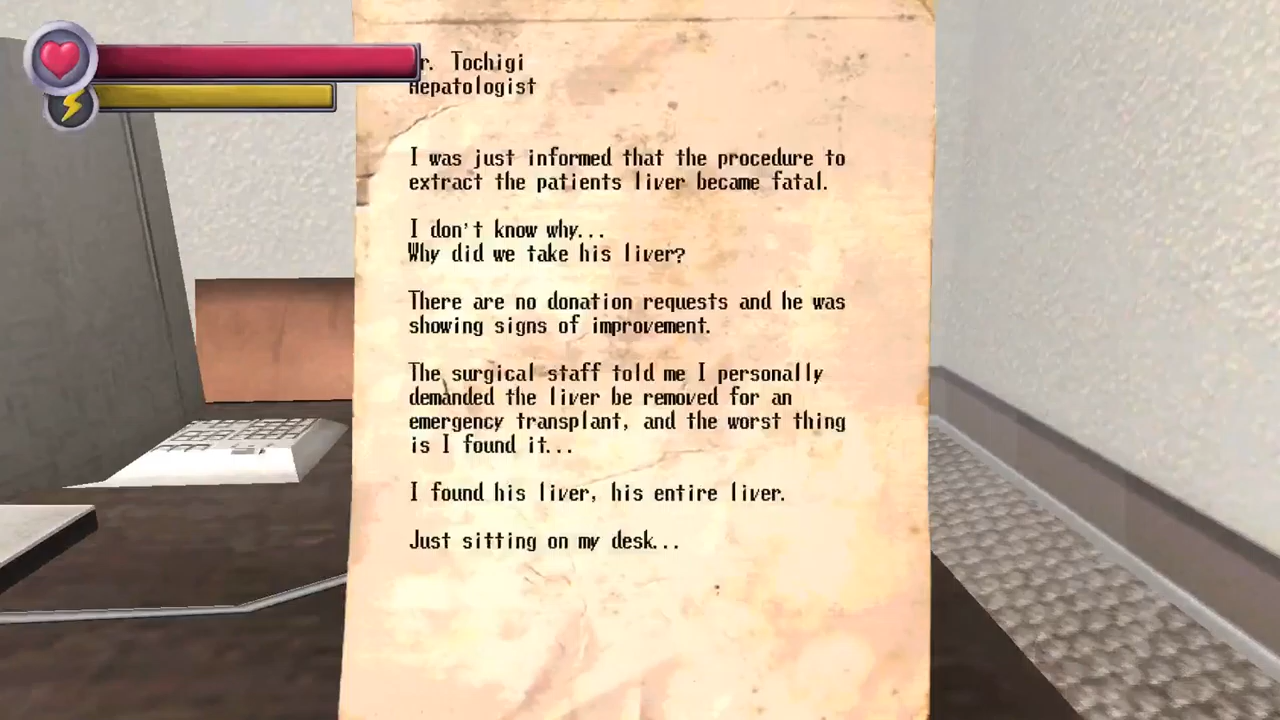 r. Tochigi
Hepatologist
I was just informed that the procedure to
extract the patients liver became fatal.
I don't know why...
Why did we take his liver?
There are no donation requests and he was
showing signs of improvement.
The surgical staff told me I personally
demanded the liver be removed for an
emergency transplant, and the worst thing
is I found it...
I found his liver, his entire liver.
Just sitting on my desk...